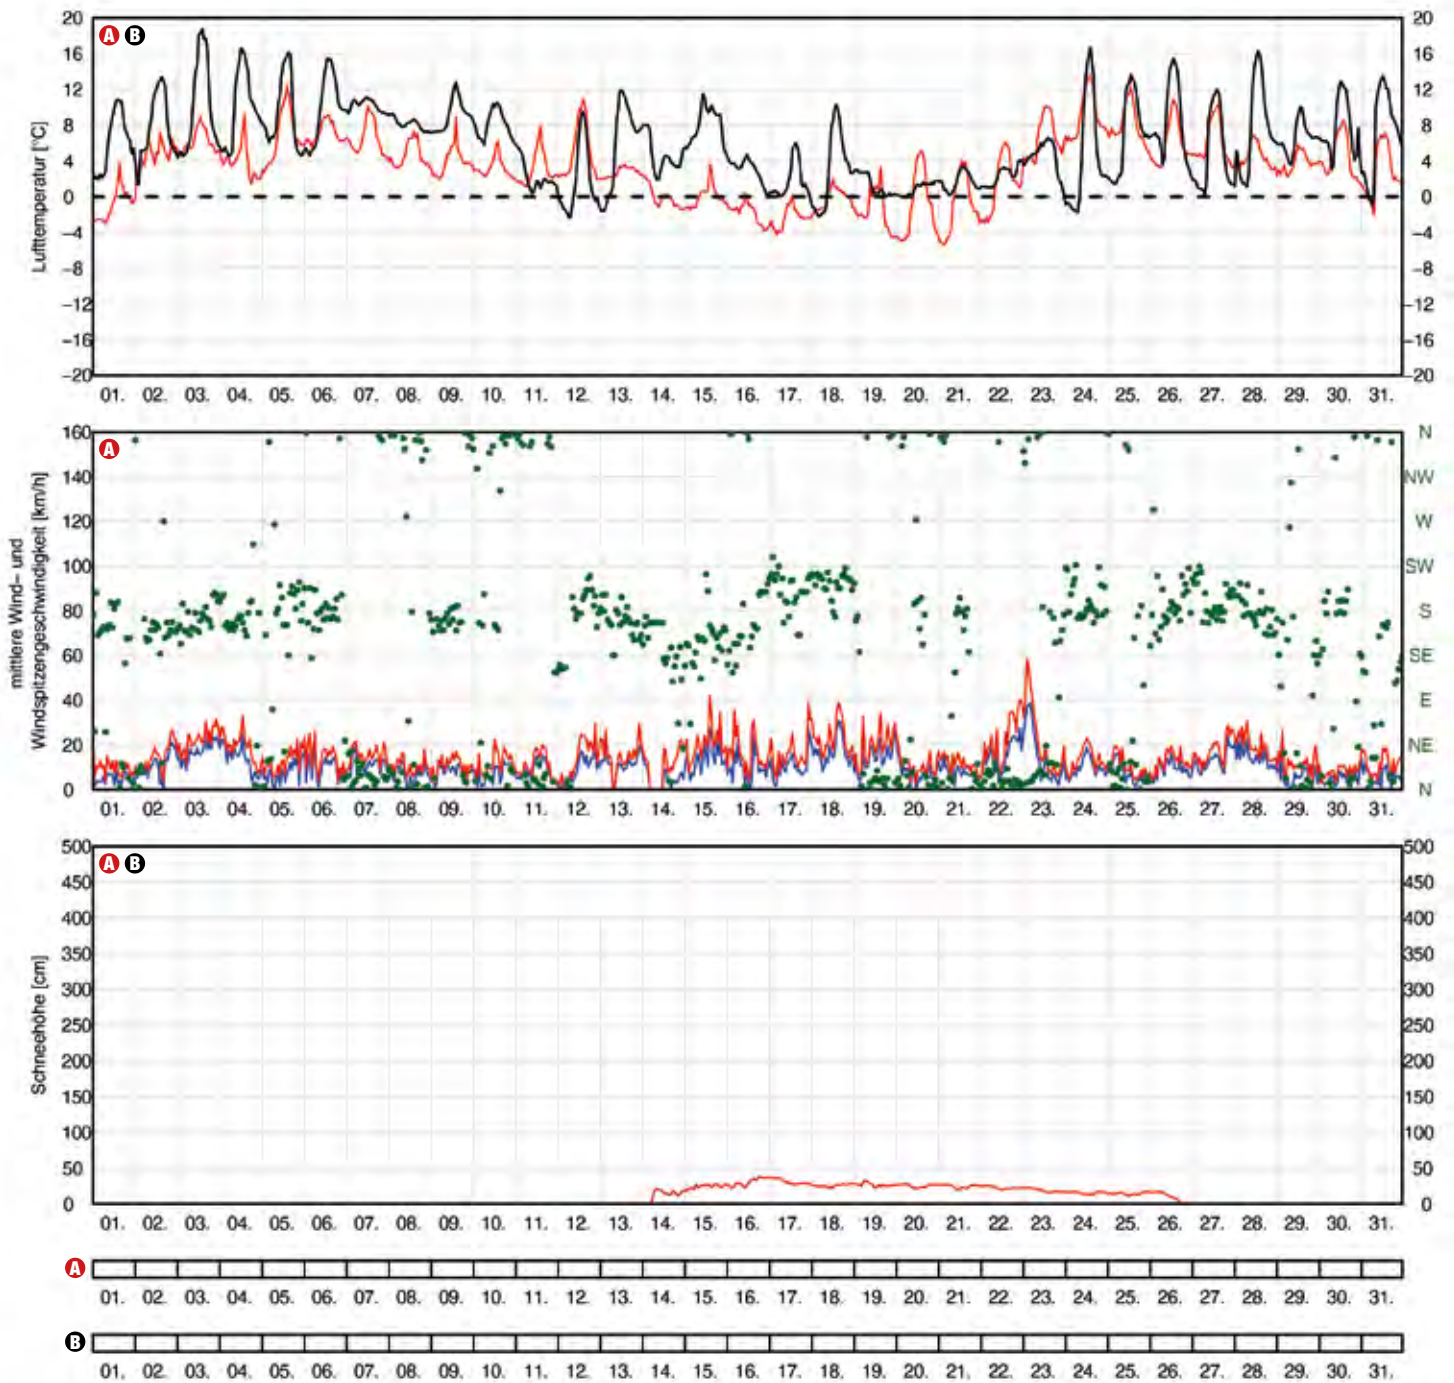 Lufttemperatur [°C]
A B
20 20
16 16
12 12
8 8
4 4
0 0
−4 −4
−8 −8
−12 −12
−16 −16
−20 −20
01. 02. 03. 04. 05. 06. 07. 08. 09. 10. 11. 12. 13. 14. 15. 16. 17. 18. 19. 20. 21. 22. 23. 24. 25. 26. 27. 28. 29. 30. 31.
mittlere Wind− und
Windspitzengeschwindigkeit [km/h]
A
160 N
140 NW
120 W
100 SW
80 S
60 SE
40 E
20 NE
0 N
01. 02. 03. 04. 05. 06. 07. 08. 09. 10. 11. 12. 13. 14. 15. 16. 17. 18. 19. 20. 21. 22. 23. 24. 25. 26. 27. 28. 29. 30. 31.
Schneehöhe [cm]
A B
500 500
450 450
400 400
350 350
300 300
250 250
200 200
150 150
100 100
50 50
0 0
01. 02. 03. 04. 05. 06. 07. 08. 09. 10. 11. 12. 13. 14. 15. 16. 17. 18. 19. 20. 21. 22. 23. 24. 25. 26. 27. 28. 29. 30. 31.
A
01. 02. 03. 04. 05. 06. 07. 08. 09. 10. 11. 12. 13. 14. 15. 16. 17. 18. 19. 20. 21. 22. 23. 24. 25. 26. 27. 28. 29. 30. 31.
B
01. 02. 03. 04. 05. 06. 07. 08. 09. 10. 11. 12. 13. 14. 15. 16. 17. 18. 19. 20. 21. 22. 23. 24. 25. 26. 27. 28. 29. 30. 31.